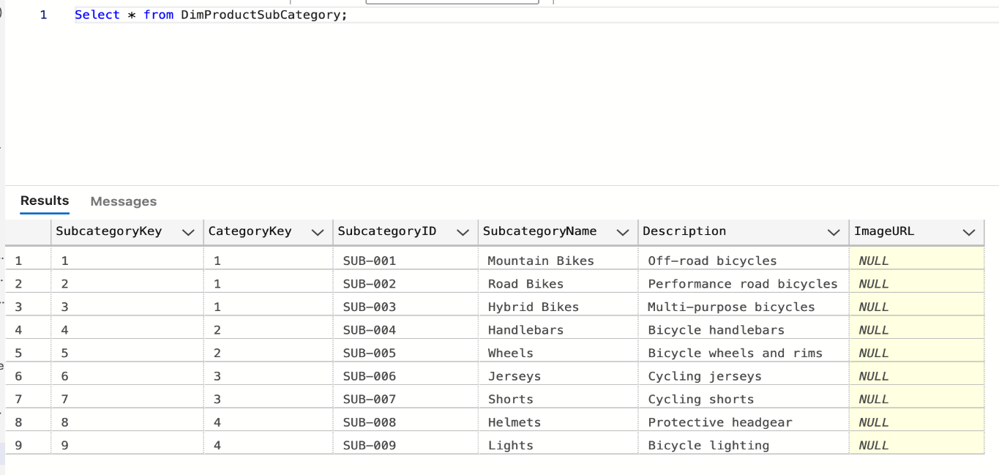 1 Select * from DimProductSubCategory;
Results Messages
SubcategoryKey CategoryKey SubcategoryID SubcategoryName Description ImageURL
1 1 1 SUB-001 Mountain Bikes Off-road bicycles NULL
2 2 1 SUB-002 Road Bikes Performance road bicycles NULL
3 3 1 SUB-003 Hybrid Bikes Multi-purpose bicycles NULL
4 4 2 SUB-004 Handlebars Bicycle handlebars NULL
5 5 2 SUB-005 Wheels Bicycle wheels and rims NULL
6 6 3 SUB-006 Jerseys Cycling jerseys NULL
7 7 3 SUB-007 Shorts Cycling shorts NULL
8 8 4 SUB-008 Helmets Protective headgear NULL
9 9 4 SUB-009 Lights Bicycle lighting NULL